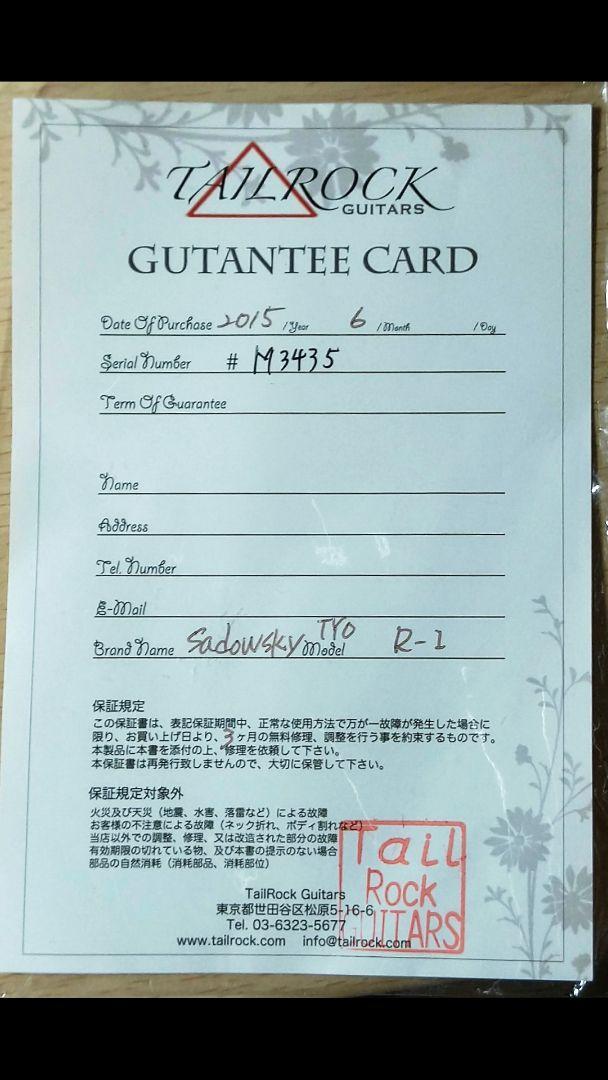 TAILROCK
GUITARS
GUTANTEE CARD
Date Of Purchase 2015 / Year 6 / Month / Day
Serial Number # M3435
Term Of Guarantee
Name
Address
Tel. Number
E-Mail
Brand Name Sadowsky TYO Model R-1
保証規定
この保証書は、表記保証期間中、正常な使用方法で万が一故障が発生した場合に
限り、お買い上げ日より、3ヶ月の無料修理、調整を行う事を約束するものです。
本製品に本書を添付の上、修理を依頼して下さい。
本保証書は再発行致しませんので、大切に保管して下さい。
保証規定対象外
火災及び天災（地震、水害、落雷など）による故障
お客様の不注意による故障（ネック折れ、ボディ割れなど）
当店以外での調整、修理、又は改造された部分の故障
有効期限の切れている物、及び本書の提示のない場合
部品の自然消耗（消耗部品、消耗部位）
Tail
Rock
GUITARS
TailRock Guitars
東京都世田谷区松原5-16-6
Tel. 03-6323-5677
www.tailrock.com info@tailrock.com